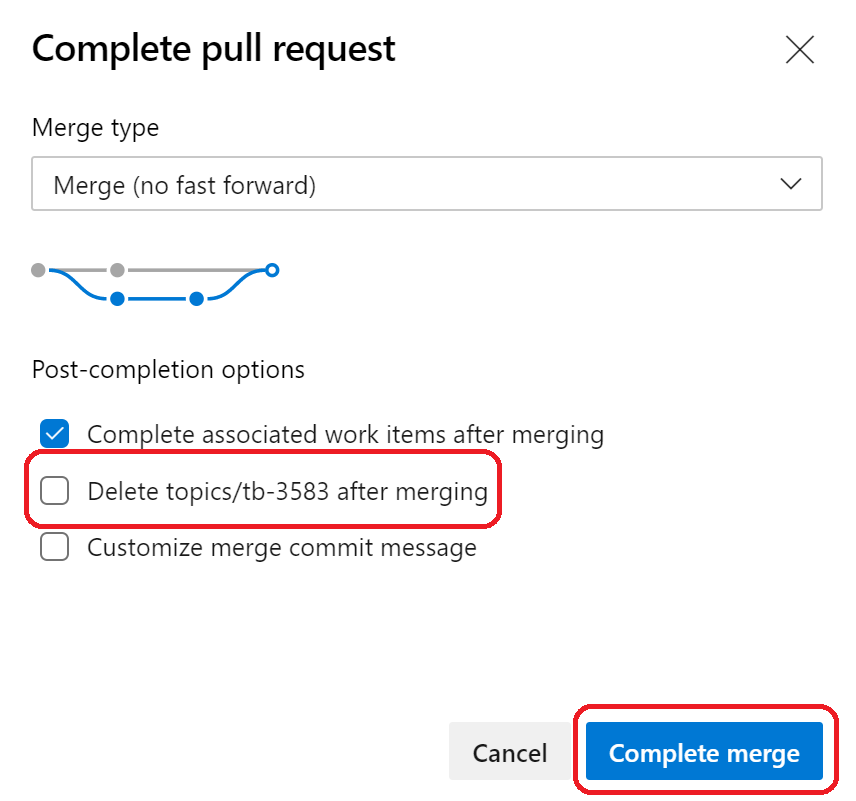 Complete pull request
Merge type
Merge (no fast forward)
Post-completion options
Complete associated work items after merging
Delete topics/tb-3583 after merging
Customize merge commit message
Cancel
Complete merge